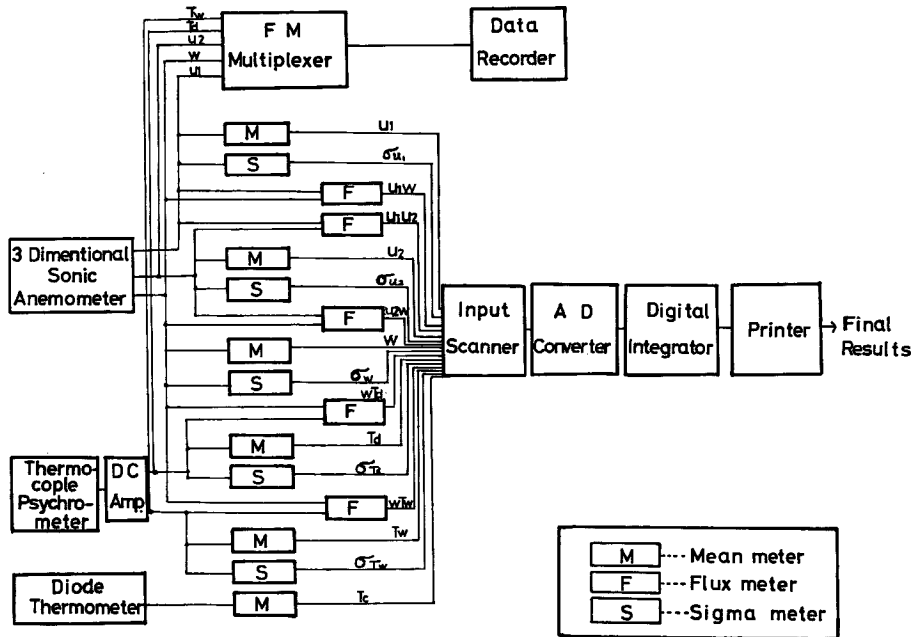 Tw
Td
u2
w
u1
F M
Multiplexer
Data
Recorder
M
u1
S
σu1
F
u1w
F
u1u2
3 Dimentional
Sonic
Anemometer
M
u2
S
σu2
F
u2w
M
w
S
σw
F
wTd
M
Td
S
σTd
F
wTw
M
Tw
S
σTw
M
Tc
Thermo-
cople
Psychro-
meter
DC
Amp.
Diode
Thermometer
Input
Scanner
A D
Converter
Digital
Integrator
Printer
Final
Results
M ---- Mean meter
F ---- Flux meter
S ---- Sigma meter